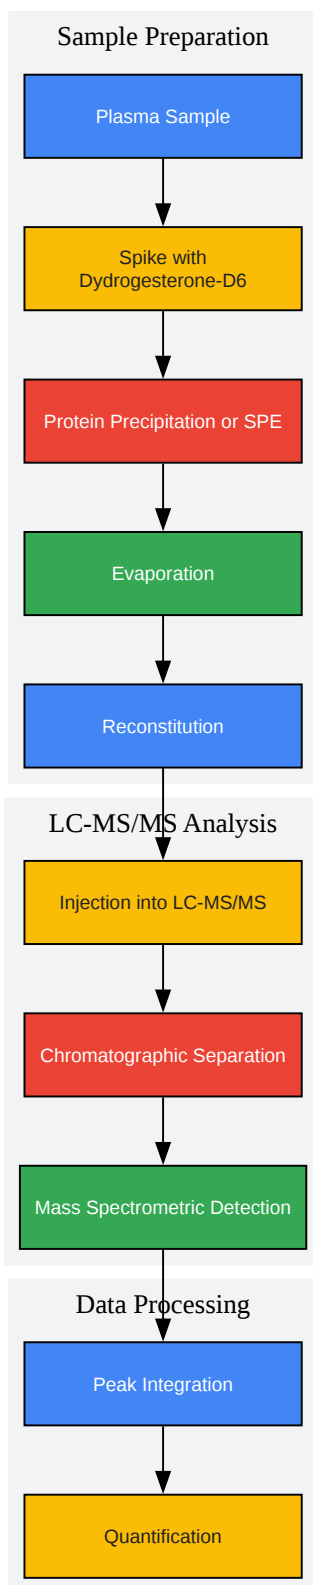 Sample Preparation
Plasma Sample
Spike with
Dydrogesterone-D6
Protein Precipitation or SPE
Evaporation
Reconstitution
LC-MS/MS Analysis
Injection into LC-MS/MS
Chromatographic Separation
Mass Spectrometric Detection
Data Processing
Peak Integration
Quantification